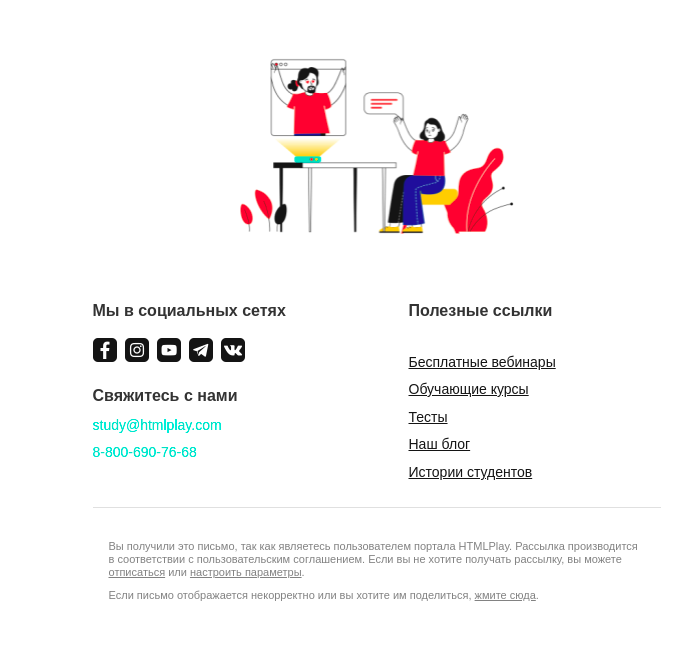 Мы в социальных сетях
Свяжитесь с нами
study@htmlplay.com
8-800-690-76-68
Полезные ссылки
Бесплатные вебинары
Обучающие курсы
Тесты
Наш блог
Истории студентов
Вы получили это письмо, так как являетесь пользователем портала HTMLPlay. Рассылка производится
в соответствии с пользовательским соглашением. Если вы не хотите получать рассылку, вы можете
отписаться или настроить параметры.
Если письмо отображается некорректно или вы хотите им поделиться, жмите сюда.